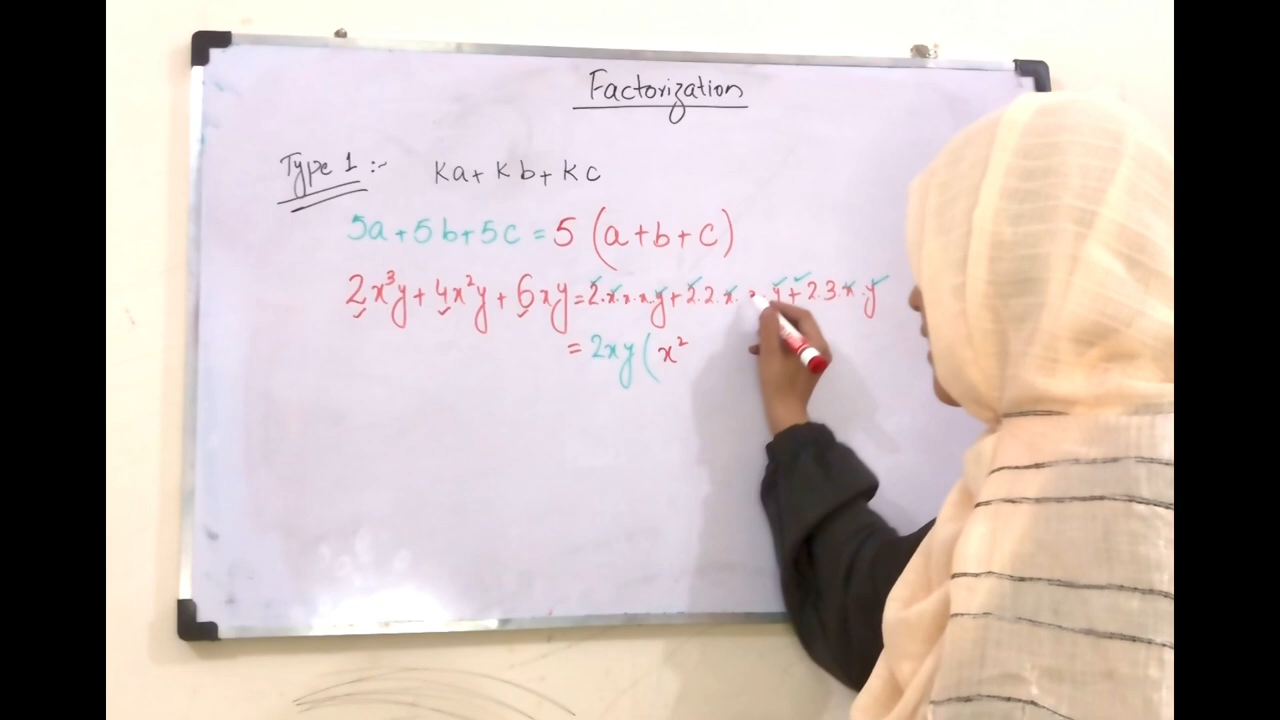 Factorization
Type 1 :- Ka + Kb + Kc
5a + 5b + 5c = 5 (a + b + c)
2x³y + 4x²y + 6xy = 2.x.x.x.y + 2.2.x. .y + 2.3.x.y
= 2xy ( x²